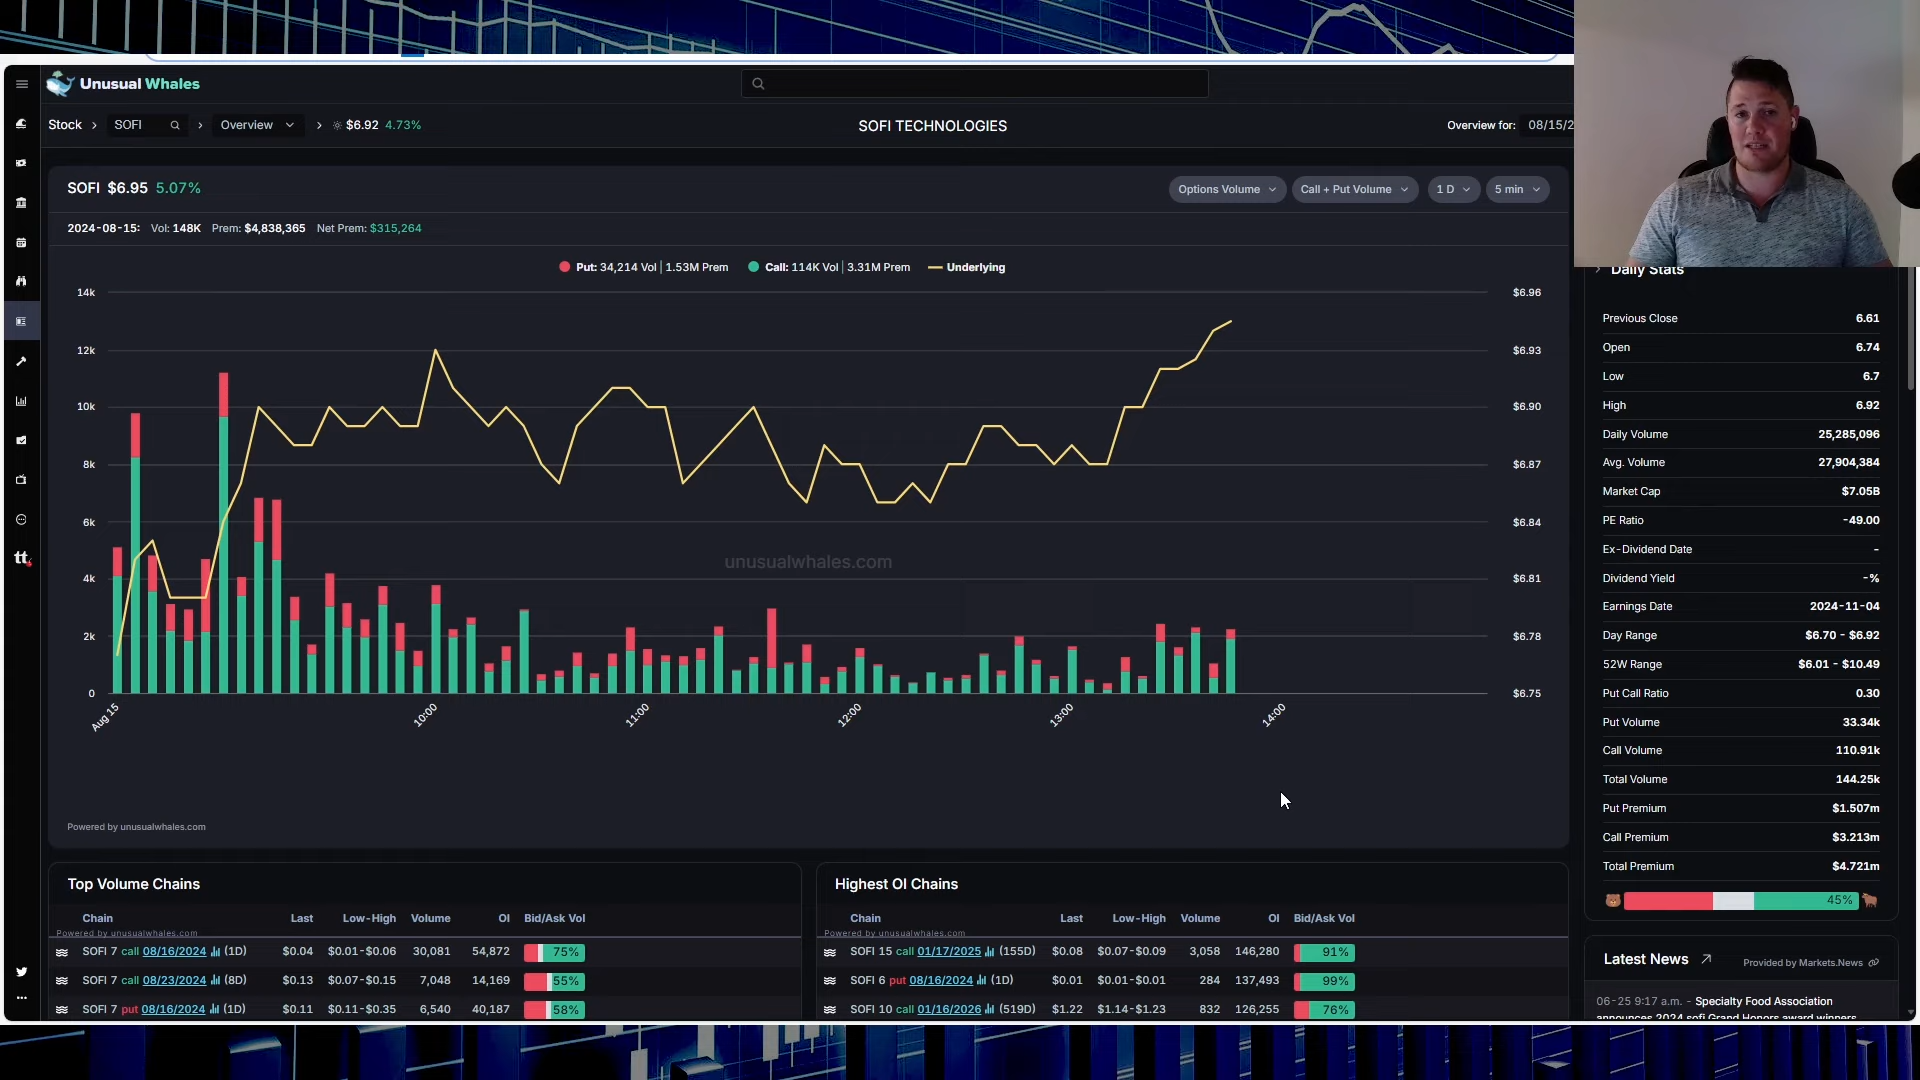 Unusual Whales
Stock > SOFI > Overview > $6.92 4.73%
SOFI TECHNOLOGIES
Overview for: 08/15/2
SOFI $6.95 5.07%
Options Volume Call + Put Volume 1 D 5 min
2024-08-15: Vol: 148K Prem: $4,838,365 Net Prem: $315,264
Put: 34,214 Vol | 1.53M Prem Call: 114K Vol | 3.31M Prem Underlying
14k $6.96
12k $6.93
10k $6.90
8k $6.87
6k $6.84
unusualwhales.com
4k $6.81
2k $6.78
0 $6.75
Aug 15 10:00 11:00 12:00 13:00 14:00
Powered by unusualwhales.com
Daily Stats
Previous Close 6.61
Open 6.74
Low 6.7
High 6.92
Daily Volume 25,285,096
Avg. Volume 27,904,384
Market Cap $7.05B
PE Ratio -49.00
Ex-Dividend Date -
Dividend Yield -%
Earnings Date 2024-11-04
Day Range $6.70 - $6.92
52W Range $6.01 - $10.49
Put Call Ratio 0.30
Put Volume 33.34k
Call Volume 110.91k
Total Volume 144.25k
Put Premium $1.507m
Call Premium $3.213m
Total Premium $4.721m
45%
Top Volume Chains
Chain Last Low-High Volume OI Bid/Ask Vol
Powered by unusualwhales.com
SOFI 7 call 08/16/2024 (1D) $0.04 $0.01-$0.06 30,081 54,872 75%
SOFI 7 call 08/23/2024 (8D) $0.13 $0.07-$0.15 7,048 14,169 55%
SOFI 7 put 08/16/2024 (1D) $0.11 $0.11-$0.35 6,540 40,187 58%
Highest OI Chains
Chain Last Low-High Volume OI Bid/Ask Vol
Powered by unusualwhales.com
SOFI 15 call 01/17/2025 (155D) $0.08 $0.07-$0.09 3,058 146,280 91%
SOFI 6 put 08/16/2024 (1D) $0.01 $0.01-$0.01 284 137,493 99%
SOFI 10 call 01/16/2026 (519D) $1.22 $1.14-$1.23 832 126,255 76%
Latest News Provided by Markets.News
06-25 9:17 a.m. - Specialty Food Association
announces 2024 sofi Grand Honors award winners
tt